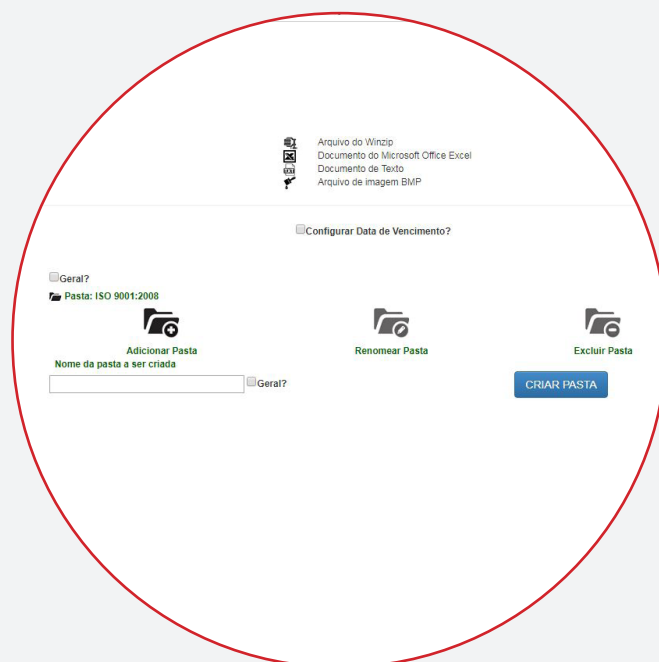 Arquivo do Winzip
Documento do Microsoft Office Excel
Documento de Texto
Arquivo de imagem BMP
Configurar Data de Vencimento?
Geral?
Pasta: ISO 9001:2008
Adicionar Pasta Renomear Pasta Excluir Pasta
Nome da pasta a ser criada
Geral? CRIAR PASTA